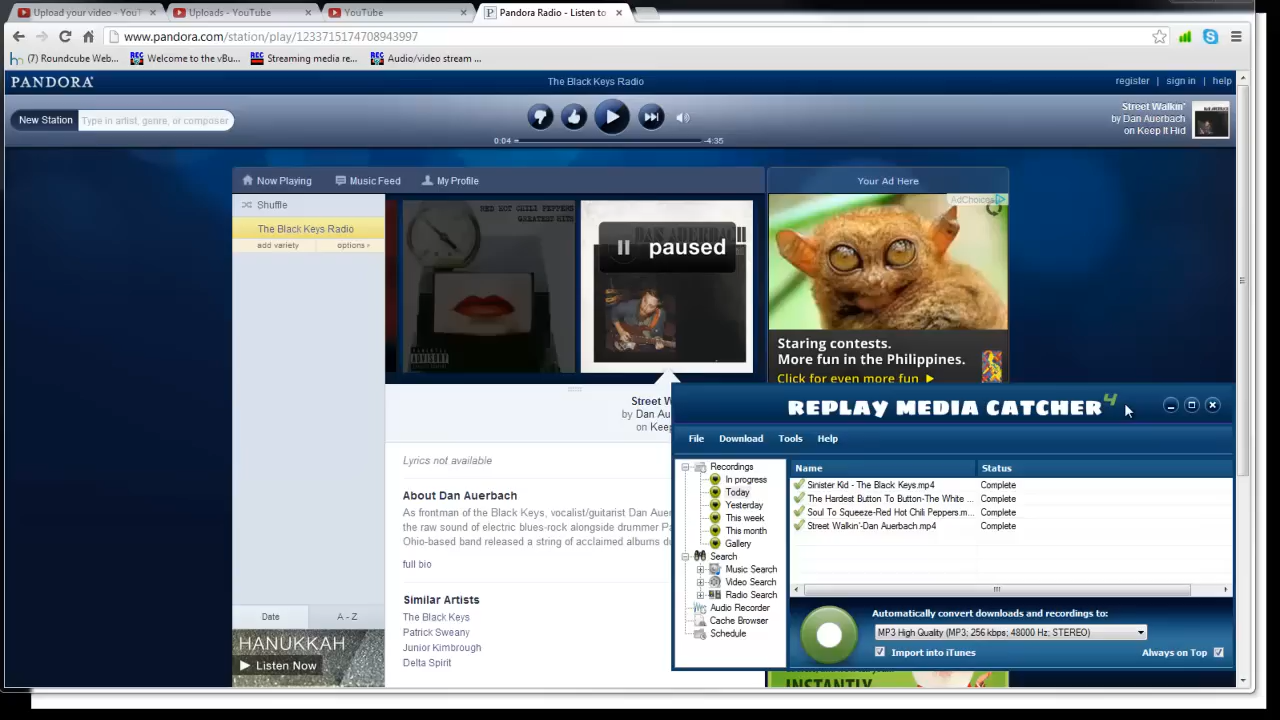 Upload your video - YouT
Uploads - YouTube
YouTube
Pandora Radio - Listen to
www.pandora.com/station/play/1233715174708943997
(7) Roundcube Web...
Welcome to the vBu...
Streaming media re...
Audio/video stream ...
PANDORA
The Black Keys Radio
register | sign in | help
New Station
Type in artist, genre, or composer
0:04
-4:35
Street Walkin'
by Dan Auerbach
on Keep It Hid
Now Playing
Music Feed
My Profile
Your Ad Here
Shuffle
The Black Keys Radio
add variety
options ›
RED HOT CHILI PEPPERS
GREATEST HITS
DAN AUERBACH
paused
AdChoices
Staring contests.
More fun in the Philippines.
Click for even more fun
Street W
by Dan Au
on Keep
Lyrics not available
About Dan Auerbach
As frontman of the Black Keys, vocalist/guitarist Dan Aue
the raw sound of electric blues-rock alongside drummer P
Ohio-based band released a string of acclaimed albums du
full bio
Similar Artists
The Black Keys
Patrick Sweany
Junior Kimbrough
Delta Spirit
Date
A - Z
HANUKKAH
Listen Now
REPLAY MEDIA CATCHER 4
File
Download
Tools
Help
Recordings
In progress
Today
Yesterday
This week
This month
Gallery
Search
Music Search
Video Search
Radio Search
Audio Recorder
Cache Browser
Schedule
Name
Status
Sinister Kid - The Black Keys.mp4
Complete
The Hardest Button To Button-The White ...
Complete
Soul To Squeeze-Red Hot Chili Peppers.m...
Complete
Street Walkin'-Dan Auerbach.mp4
Complete
Automatically convert downloads and recordings to:
MP3 High Quality (MP3; 256 kbps; 48000 Hz; STEREO)
Import into iTunes
Always on Top
INSTANTLY